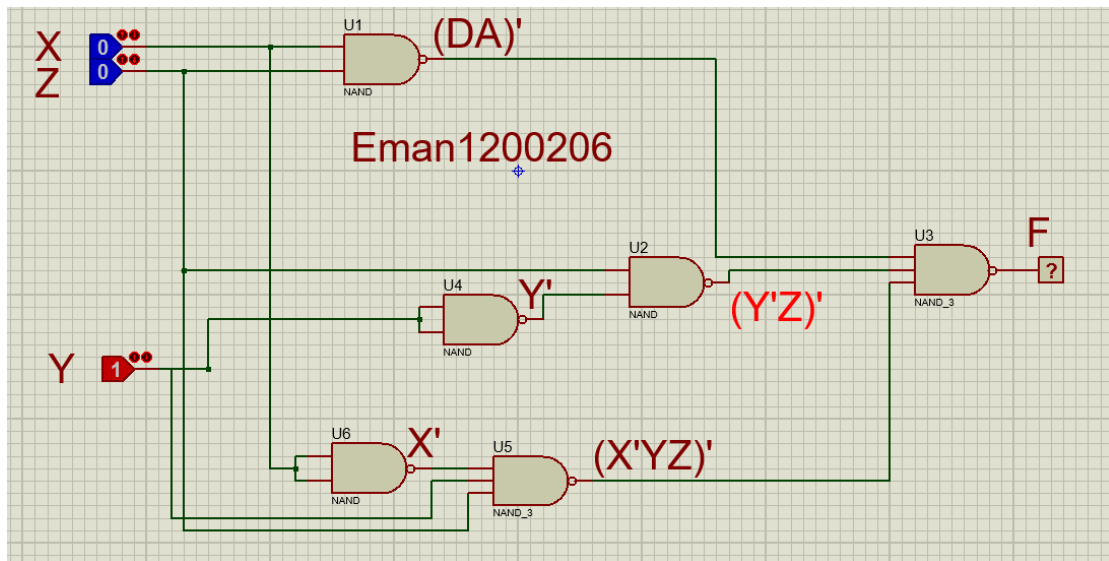 U1
(DA)'
X
0
Z
0
NAND
Eman1200206
U3
F
?
U2
NAND_3
U4
Y'
(Y'Z)'
NAND
NAND
Y
1
U6
X'
U5
(X'YZ)'
NAND
NAND_3